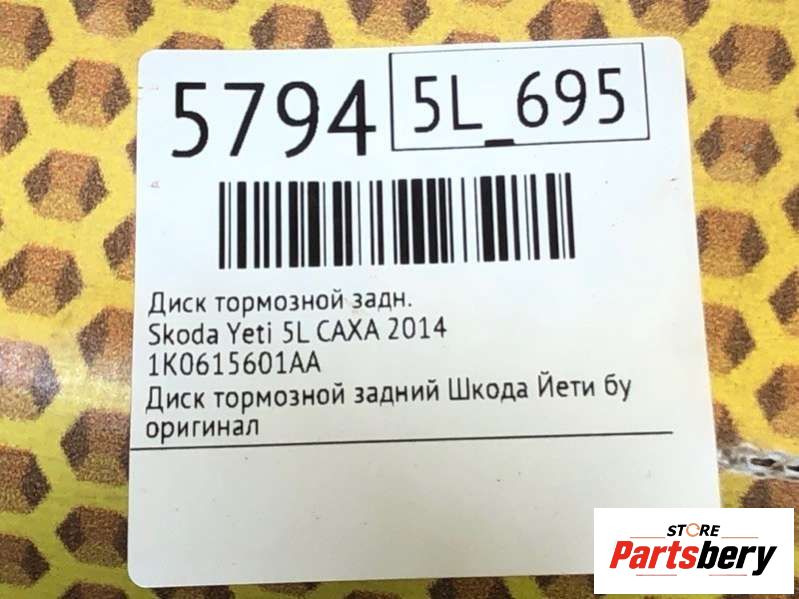 5794 5L_695
Диск тормозной задн.
Skoda Yeti 5L CAXA 2014
1K0615601AA
Диск тормозной задний Шкода Йети бу
оригинал
STORE
Partsbery